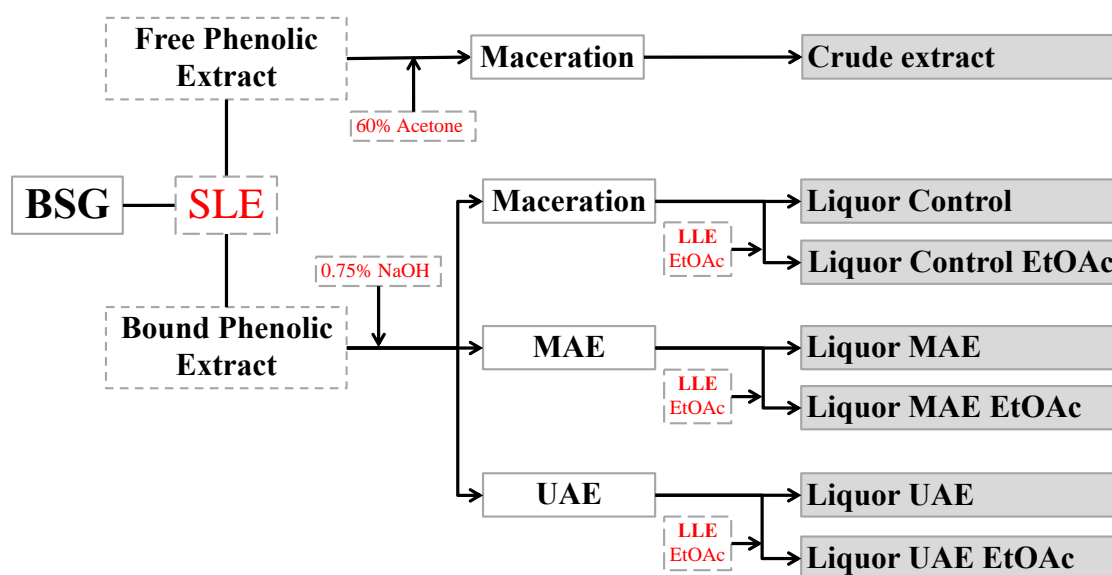 Free Phenolic
Extract
Maceration
Crude extract
60% Acetone
BSG
SLE
Maceration
Liquor Control
LLE
EtOAc
Liquor Control EtOAc
0.75% NaOH
Bound Phenolic
Extract
MAE
Liquor MAE
LLE
EtOAc
Liquor MAE EtOAc
UAE
Liquor UAE
LLE
EtOAc
Liquor UAE EtOAc